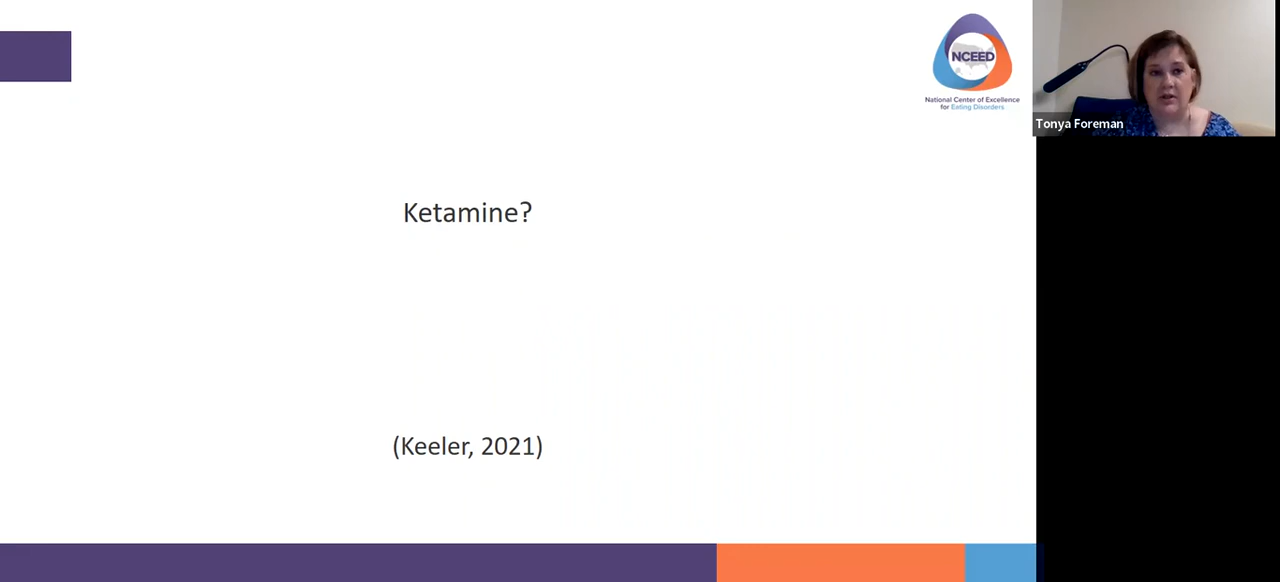 NCEED
National Center of Excellence
for Eating Disorders
Tonya Foreman
Ketamine?
(Keeler, 2021)